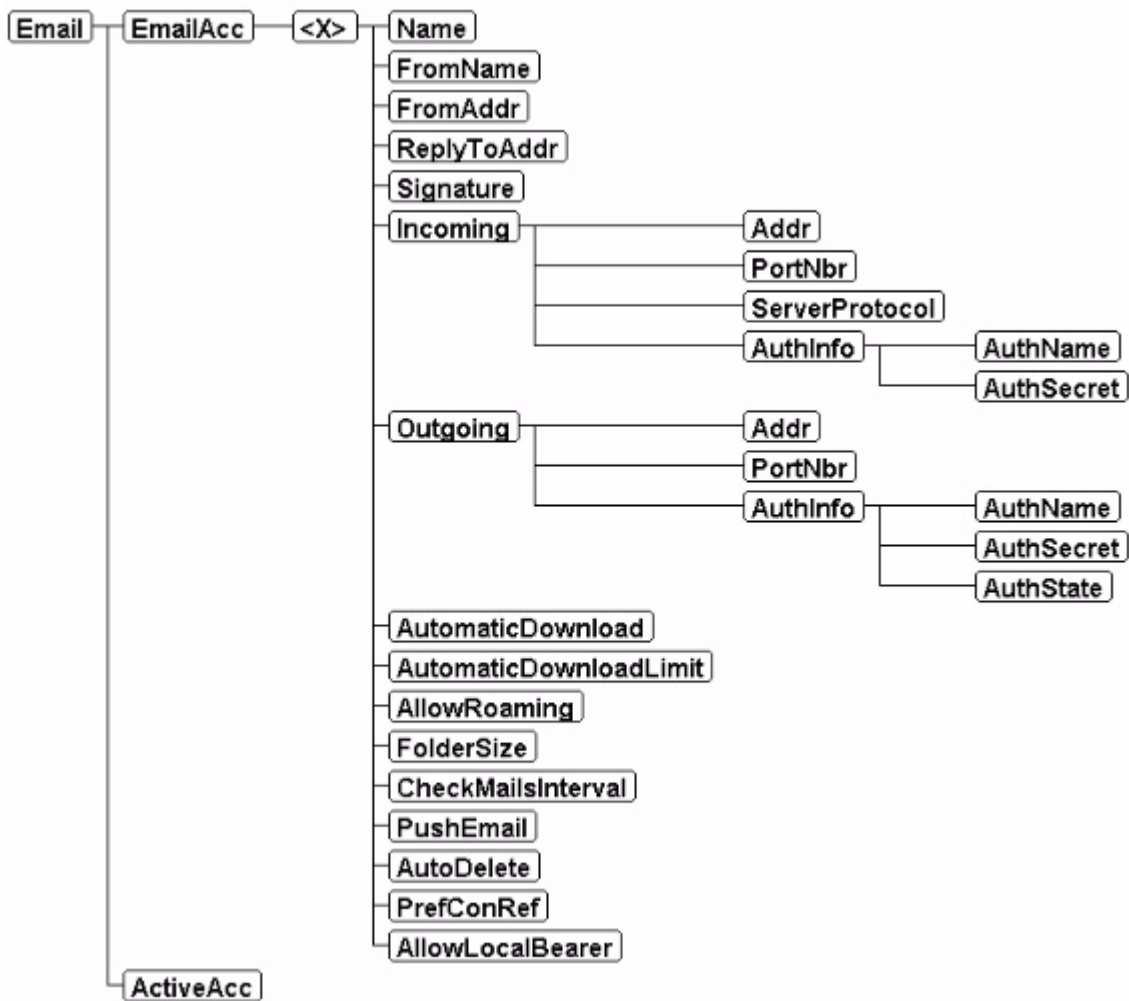 Email EmailAcc <X> Name
FromName
FromAddr
ReplyToAddr
Signature
Incoming Addr
PortNbr
ServerProtocol
AuthInfo AuthName
AuthSecret
Outgoing Addr
PortNbr
AuthInfo AuthName
AuthSecret
AuthState
AutomaticDownload
AutomaticDownloadLimit
AllowRoaming
FolderSize
CheckMailsInterval
PushEmail
AutoDelete
PrefConRef
AllowLocalBearer
ActiveAcc